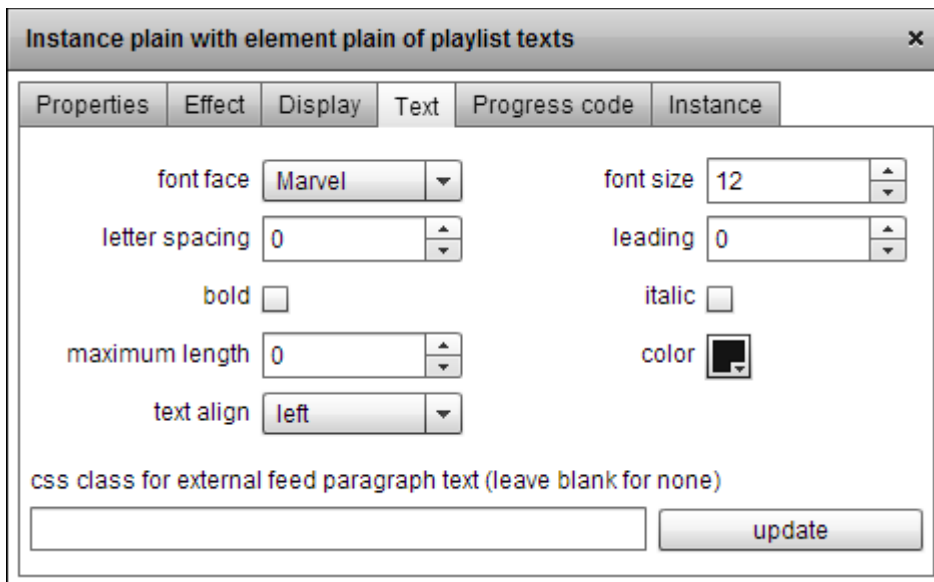 Instance plain with element plain of playlist texts ×
Properties Effect Display Text Progress code Instance
font face Marvel font size 12
letter spacing 0 leading 0
bold italic
maximum length 0 color
text align left
css class for external feed paragraph text (leave blank for none)
update